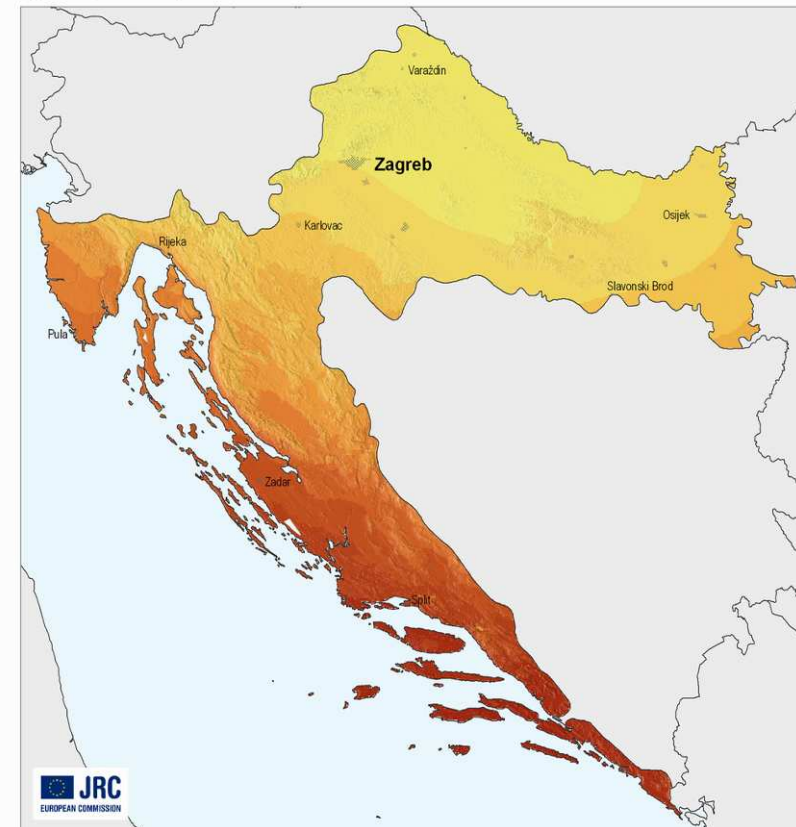 Varaždin
Zagreb
Osijek
Karlovac
Rijeka
Slavonski Brod
Pula
Zadar
Split
JRC
EUROPEAN COMMISSION